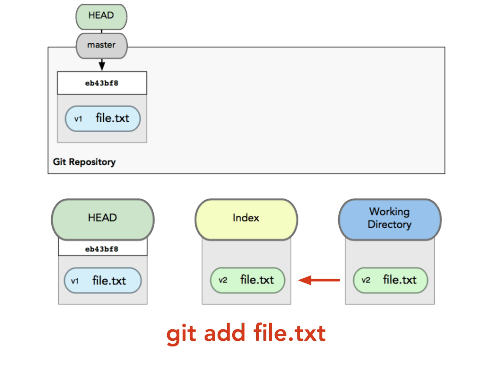 HEAD
master
eb43bf8
v1 file.txt
Git Repository
HEAD
Index
Working
Directory
eb43bf8
v1 file.txt
v2 file.txt
v2 file.txt
git add file.txt